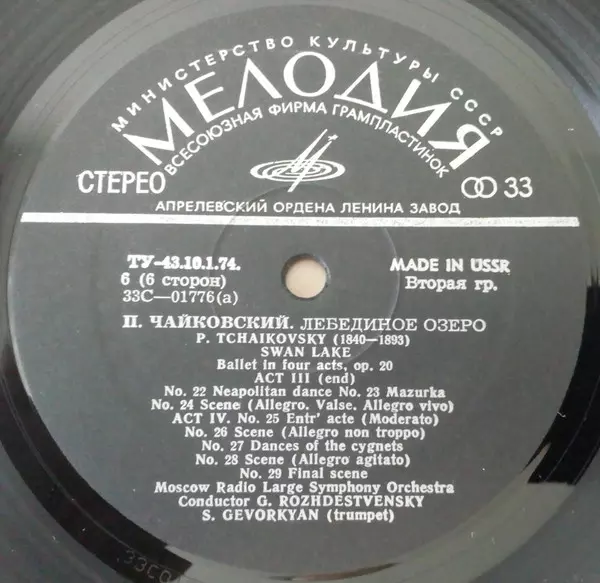 МИНИСТЕРСТВО КУЛЬТУРЫ СССР
МЕЛОДИЯ
ВСЕСОЮЗНАЯ ФИРМА ГРАМПЛАСТИНОК
СТЕРЕО
33
АПРЕЛЕВСКИЙ ОРДЕНА ЛЕНИНА ЗАВОД
ТУ-43.10.1.74.
MADE IN USSR
6 (6 сторон)
Вторая гр.
33С—01776(а)
П. ЧАЙКОВСКИЙ. ЛЕБЕДИНОЕ ОЗЕРО
P. TCHAIKOVSKY (1840—1893)
SWAN LAKE
Ballet in four acts, op. 20
ACT III (end)
No. 22 Neapolitan dance No. 23 Mazurka
No. 24 Scene (Allegro. Valse. Allegro vivo)
ACT IV. No. 25 Entr' acte (Moderato)
No. 26 Scene (Allegro non troppo)
No. 27 Dances of the cygnets
No. 28 Scene (Allegro agitato)
No. 29 Final scene
Moscow Radio Large Symphony Orchestra
Conductor G. ROZHDESTVENSKY
S. GEVORKYAN (trumpet)